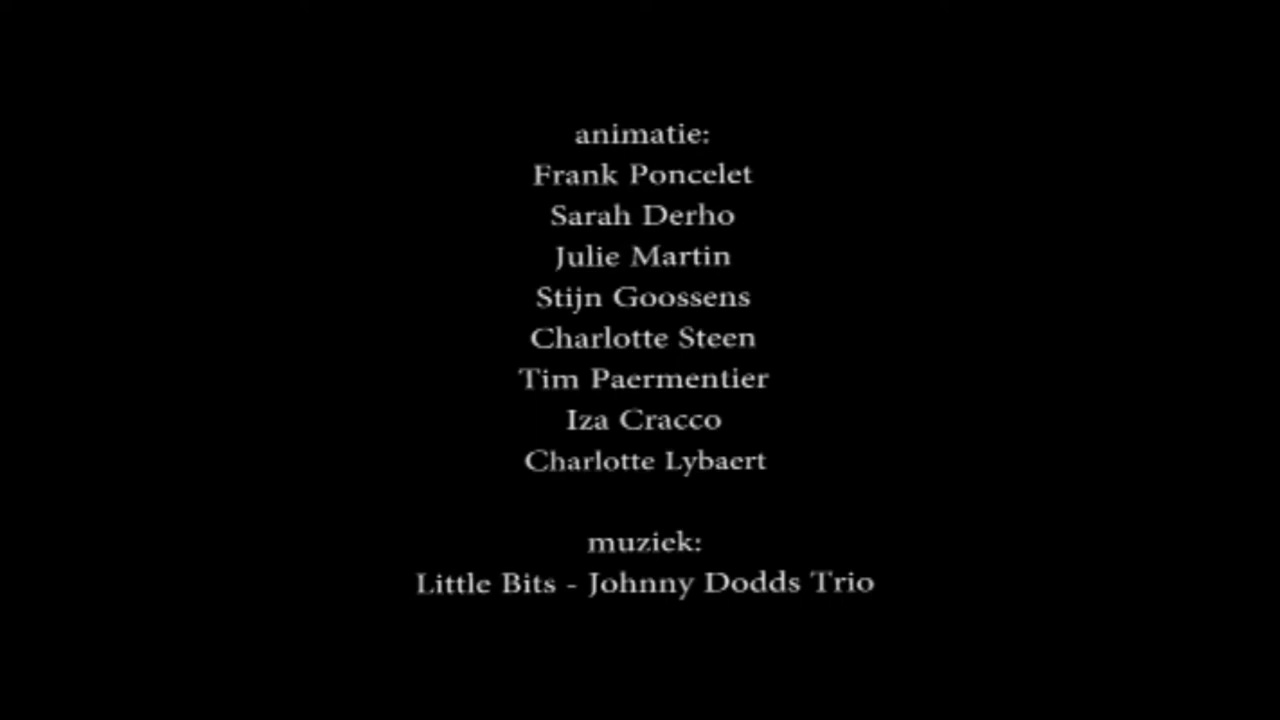 animatie:
Frank Poncelet
Sarah Derho
Julie Martin
Stijn Goossens
Charlotte Steen
Tim Paermentier
Iza Cracco
Charlotte Lybaert
muziek:
Little Bits - Johnny Dodds Trio